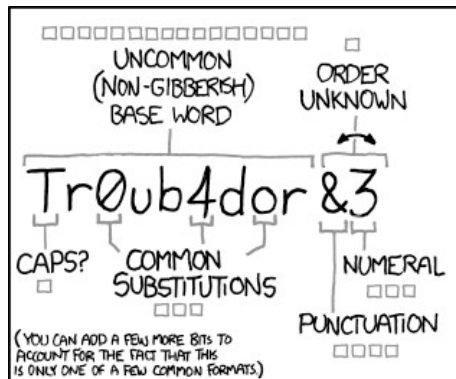 UNCOMMON
(NON-GIBBERISH)
BASE WORD
ORDER
UNKNOWN
Tr0ub4dor &3
CAPS?
COMMON
SUBSTITUTIONS
NUMERAL
PUNCTUATION
(YOU CAN ADD A FEW MORE BITS TO
ACCOUNT FOR THE FACT THAT THIS
IS ONLY ONE OF A FEW COMMON FORMATS.)